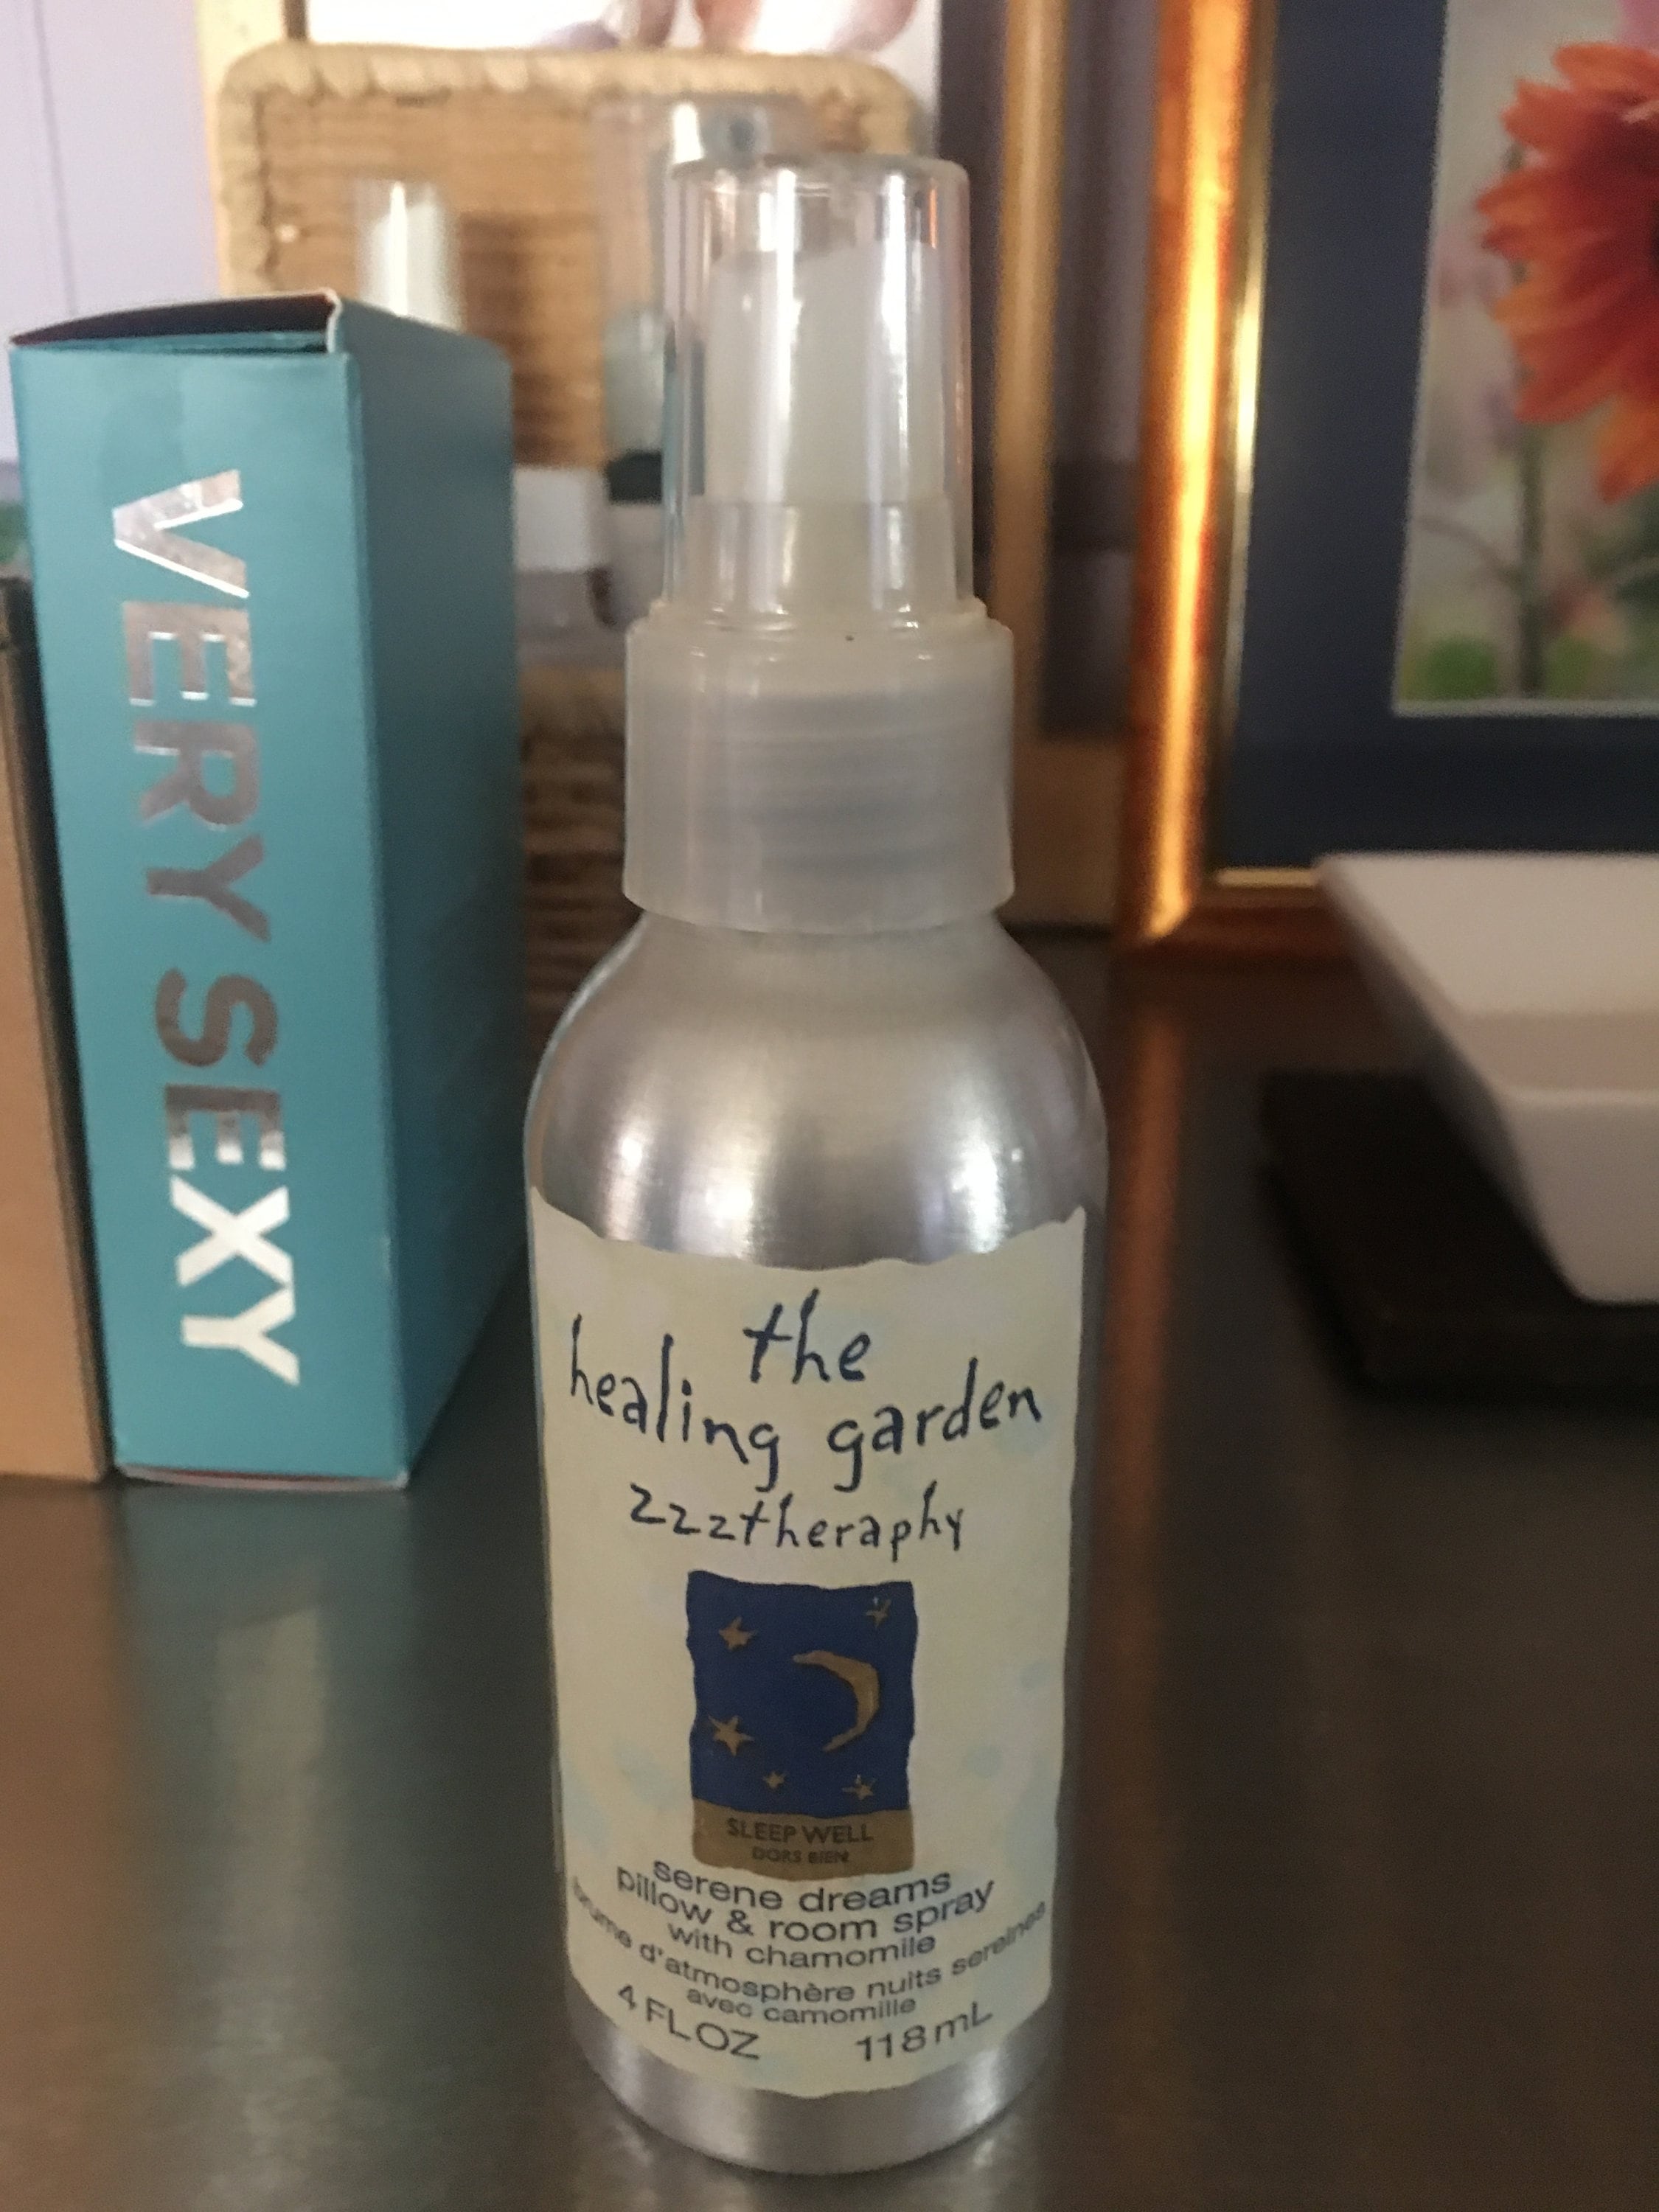 VERY SEXY
the
healing garden
zzztheraphy
SLEEP WELL
DORS BIEN
serene dreams
pillow & room spray
with chamomile
brume d'atmosphère nuits sereines
avec camomille
4 FL OZ 118 mL